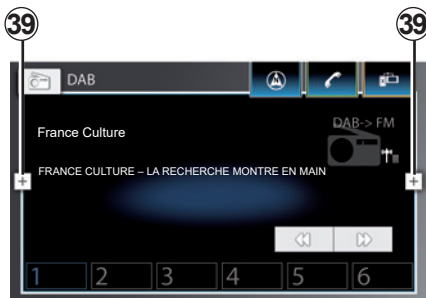 39
39
DAB
France Culture
DAB-> FM
FRANCE CULTURE – LA RECHERCHE MONTRE EN MAIN
1 2 3 4 5 6